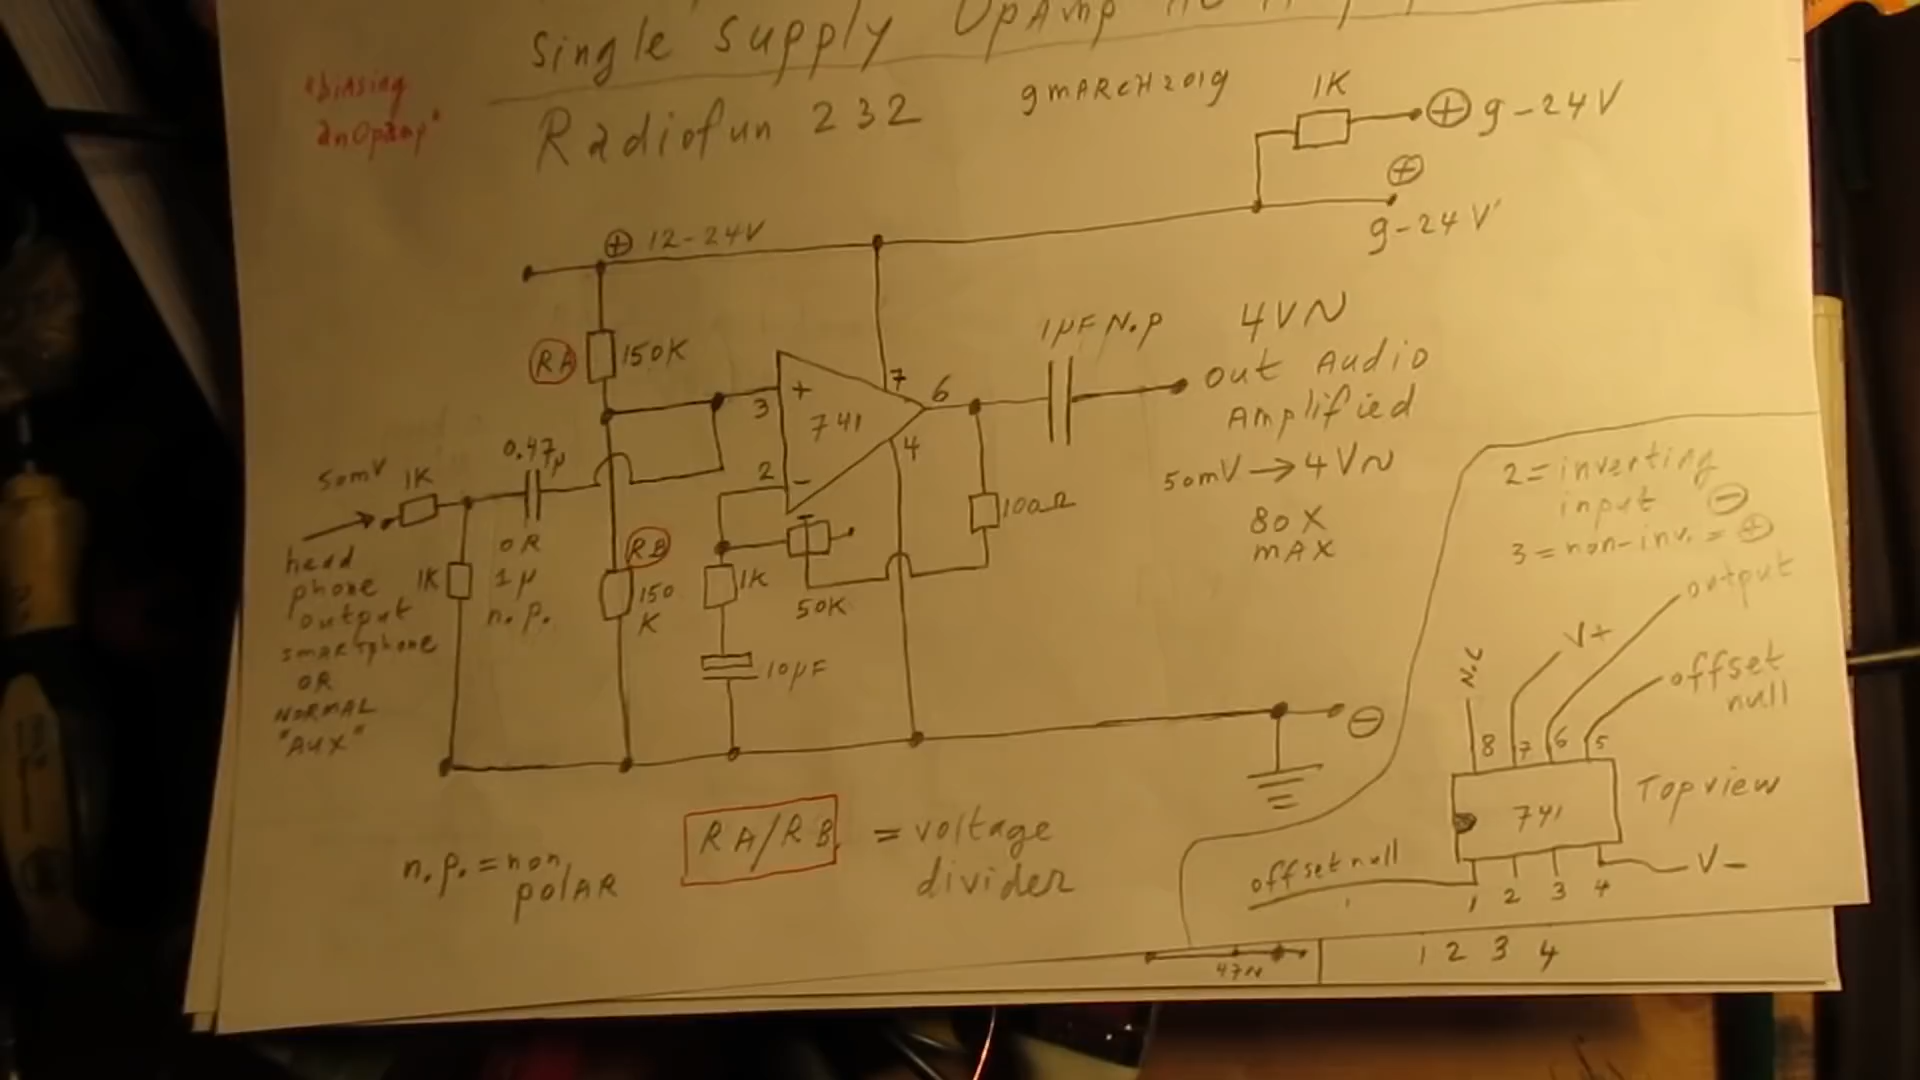 Single Supply OpAmp
Radiofun 232
9 MARCH 2019
"biasing
an OpAmp"
1K
⊕ 9-24V
⊕
9-24V
⊕ 12-24V
RA
150K
3
+
741
7
6
4
2
-
1µF N.P
4V~
out Audio
Amplified
50mV → 4V~
80X
MAX
50mV
1K
0.47µ
OR
1µ
n.p.
head
phone
output
smartphone
OR
NORMAL
"AUX"
1K
RB
150
K
1K
50K
100Ω
10µF
⊖
2 = inverting
input ⊖
3 = non-inv. = ⊕
output
V+
N.C
offset
null
8 7 6 5
741
Topview
offset null
1 2 3 4
V-
n.p. = non
polAR
RA/RB = voltage
divider
47n
1 2 3 4